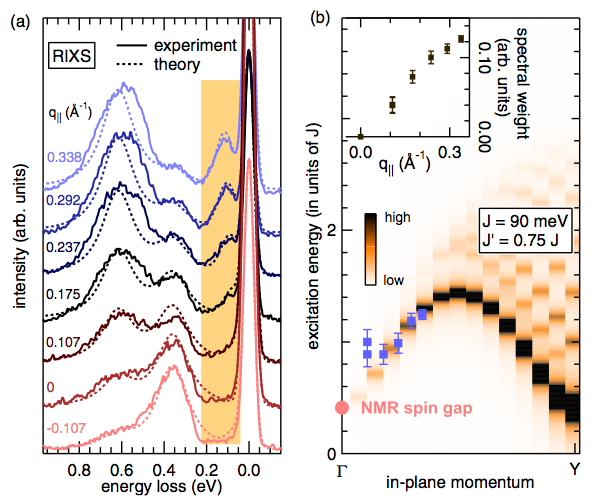 (a)
RIXS
experiment
theory
q|| (Å-1)
0.338
0.292
0.237
0.175
0.107
0
-0.107
intensity (arb. units)
0.8
0.6
0.4
0.2
0.0
energy loss (eV)
(b)
spectral weight
(arb. units)
0.10
0.00
0.0
0.3
q|| (Å-1)
high
low
J = 90 meV
J' = 0.75 J
excitation energy (in units of J)
2
0
NMR spin gap
Γ
Y
in-plane momentum